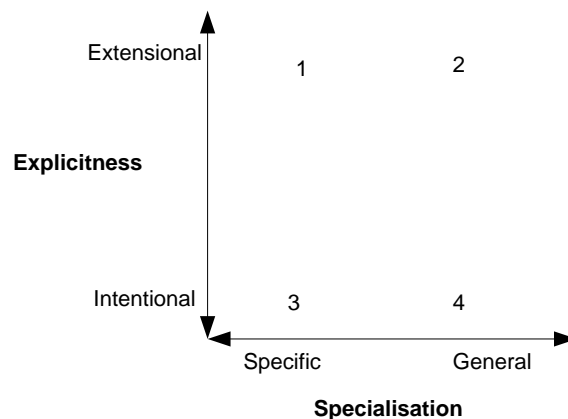 Extensional
1 2
Explicitness
Intentional
3 4
Specific General
Specialisation